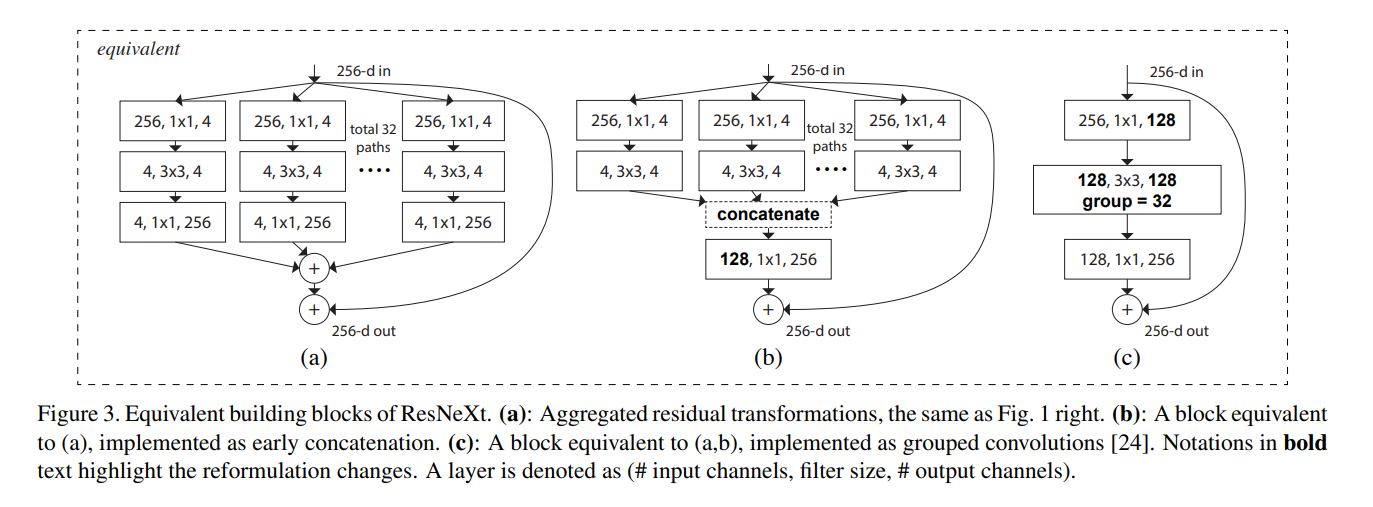 equivalent
256-d in
256, 1x1, 4
256, 1x1, 4
total 32
paths
256, 1x1, 4
4, 3x3, 4
4, 3x3, 4
....
4, 3x3, 4
4, 1x1, 256
4, 1x1, 256
4, 1x1, 256
+
+
256-d out
(a)
256-d in
256, 1x1, 4
256, 1x1, 4
total 32
paths
256, 1x1, 4
4, 3x3, 4
4, 3x3, 4
....
4, 3x3, 4
concatenate
128, 1x1, 256
+
256-d out
(b)
256-d in
256, 1x1, 128
128, 3x3, 128
group = 32
128, 1x1, 256
+
256-d out
(c)
Figure 3. Equivalent building blocks of ResNeXt. (a): Aggregated residual transformations, the same as Fig. 1 right. (b): A block equivalent
to (a), implemented as early concatenation. (c): A block equivalent to (a,b), implemented as grouped convolutions [24]. Notations in bold
text highlight the reformulation changes. A layer is denoted as (# input channels, filter size, # output channels).